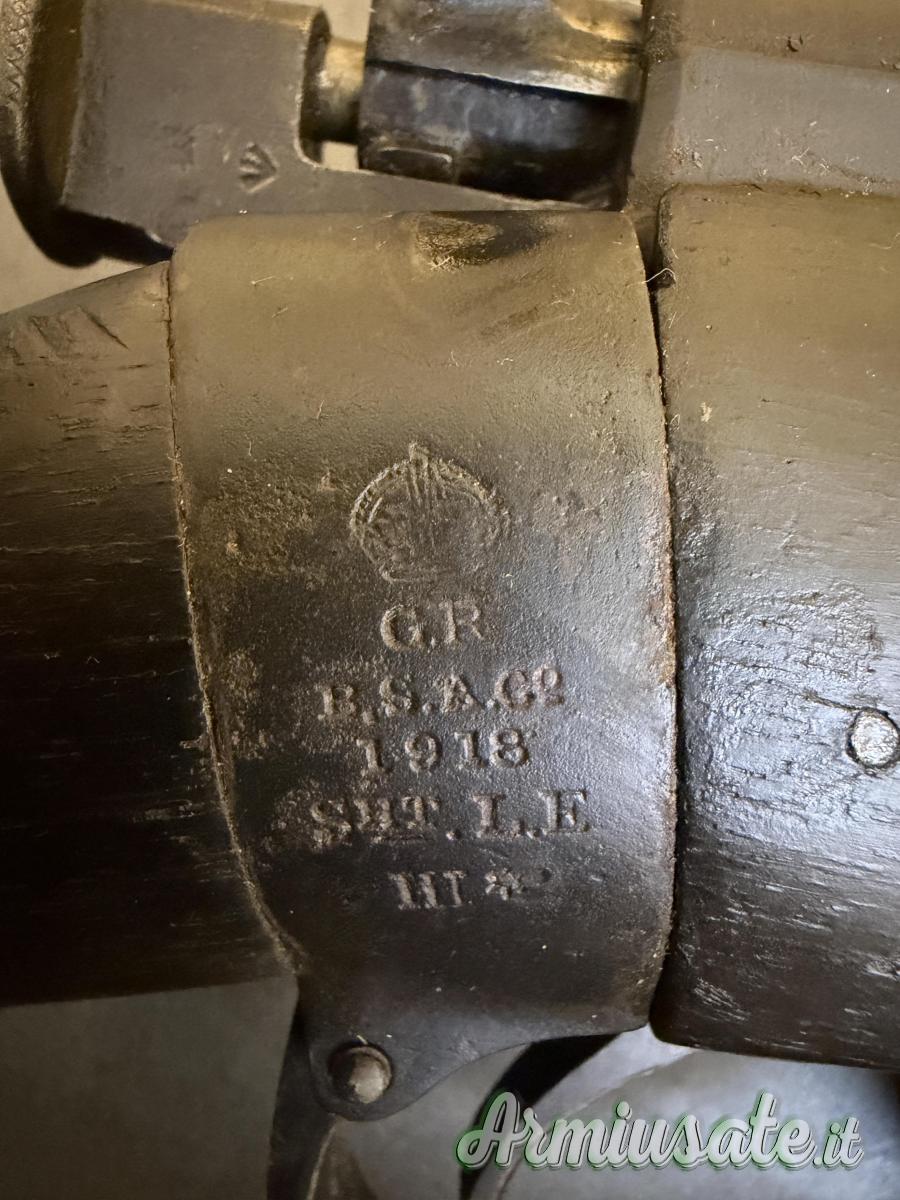 G.R
B.S.A.Cº
1918
SHT. L.E
III *
Armiusate.it